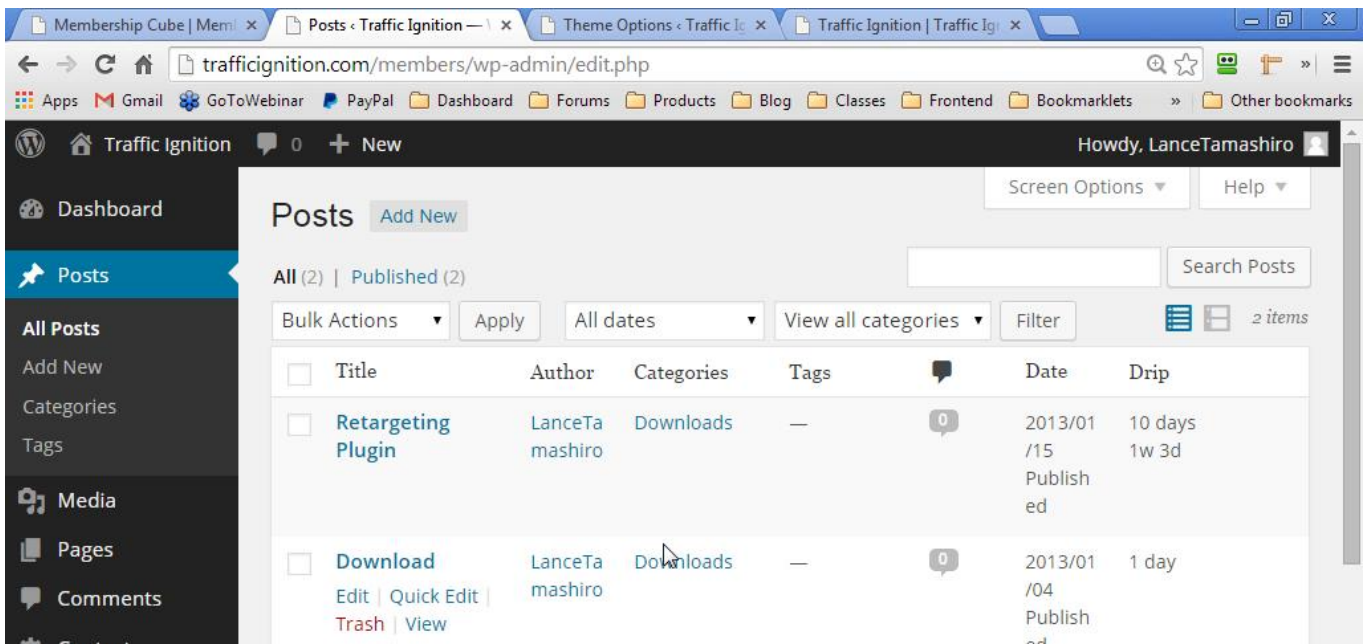 Membership Cube | Mem
Posts ‹ Traffic Ignition —
Theme Options ‹ Traffic Ig
Traffic Ignition | Traffic Ig
trafficignition.com/members/wp-admin/edit.php
Apps Gmail GoToWebinar PayPal Dashboard Forums Products Blog Classes Frontend Bookmarklets » Other bookmarks
Traffic Ignition 0 + New Howdy, LanceTamashiro
Screen Options ▼ Help ▼
Dashboard
Posts Add New
Posts
All (2) | Published (2)
Search Posts
Bulk Actions ▼ Apply All dates ▼ View all categories ▼ Filter 2 items
All Posts
Add New
Categories
Tags
Media
Pages
Comments
Title Author Categories Tags Date Drip
Retargeting
Plugin
LanceTa
mashiro
Downloads
—
0
2013/01
/15
Publish
ed
10 days
1w 3d
Download
Edit | Quick Edit |
Trash | View
LanceTa
mashiro
Downloads
—
0
2013/01
/04
Publish
ed
1 day